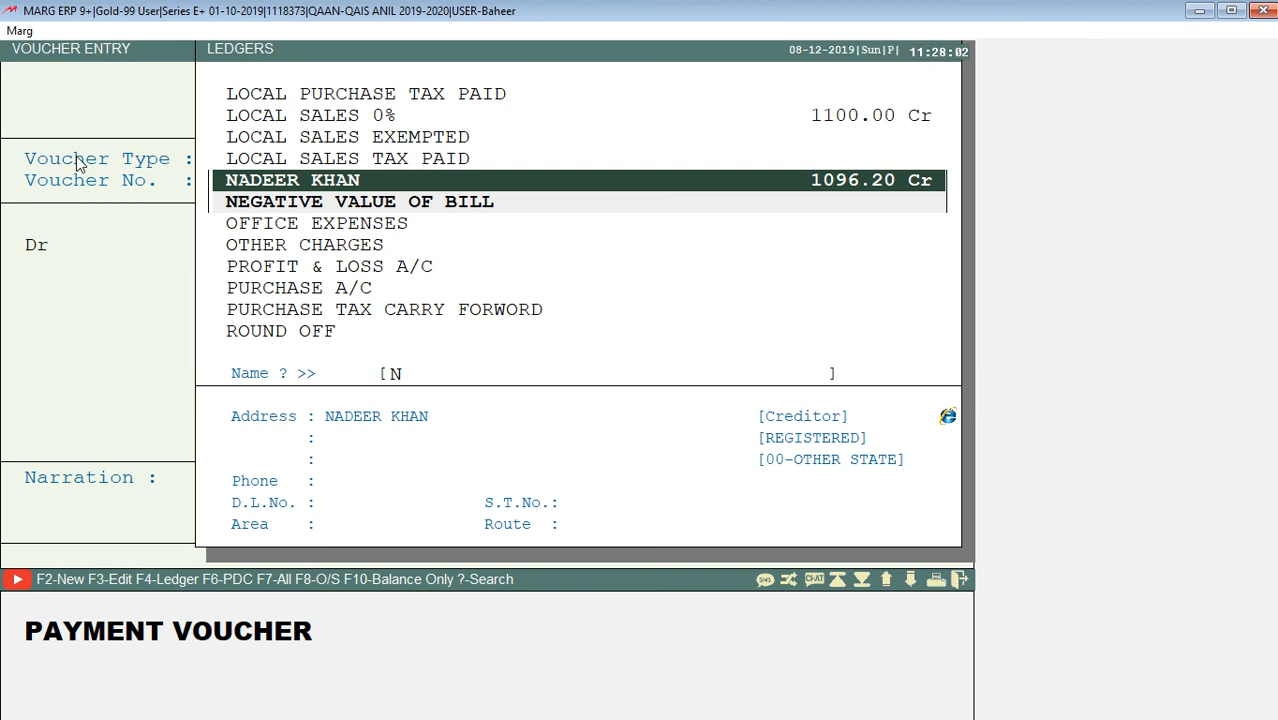 MARG ERP 9+|Gold-99 User|Series E+ 01-10-2019|1118373|QAAN-QAIS ANIL 2019-2020|USER-Baheer
Marg
VOUCHER ENTRY
LEDGERS
08-12-2019|Sun|P| 11:28:02
Voucher Type :
Voucher No. :
Dr
Narration :
LOCAL PURCHASE TAX PAID
LOCAL SALES 0% 1100.00 Cr
LOCAL SALES EXEMPTED
LOCAL SALES TAX PAID
NADEER KHAN 1096.20 Cr
NEGATIVE VALUE OF BILL
OFFICE EXPENSES
OTHER CHARGES
PROFIT & LOSS A/C
PURCHASE A/C
PURCHASE TAX CARRY FORWORD
ROUND OFF
Name ? >> [ N ]
Address : NADEER KHAN [Creditor]
: [REGISTERED]
: [00-OTHER STATE]
Phone :
D.L.No. : S.T.No.:
Area : Route :
F2-New F3-Edit F4-Ledger F6-PDC F7-All F8-O/S F10-Balance Only ?-Search
SMS
CHAT
PAYMENT VOUCHER